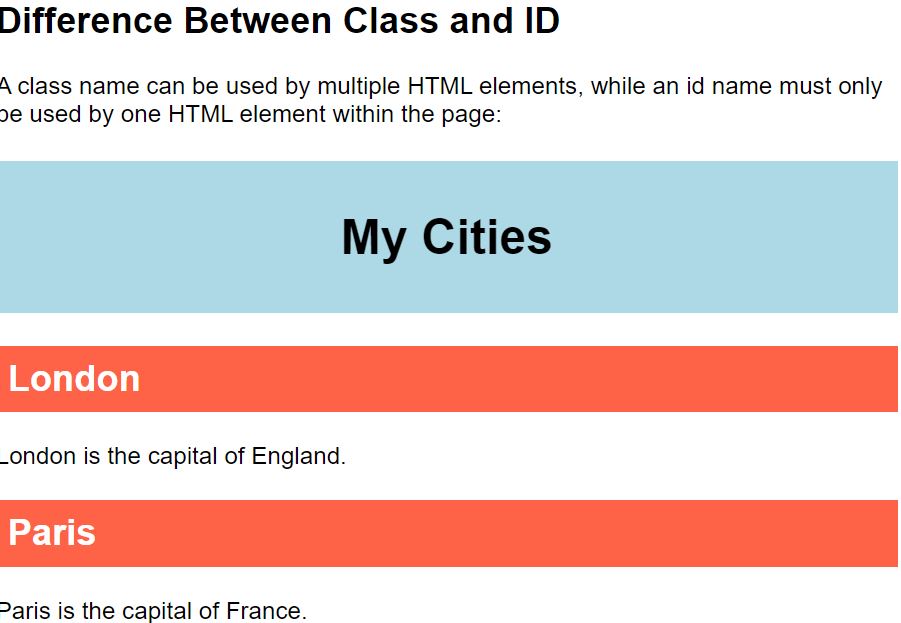 Difference Between Class and ID
A class name can be used by multiple HTML elements, while an id name must only
be used by one HTML element within the page:
My Cities
London
London is the capital of England.
Paris
Paris is the capital of France.